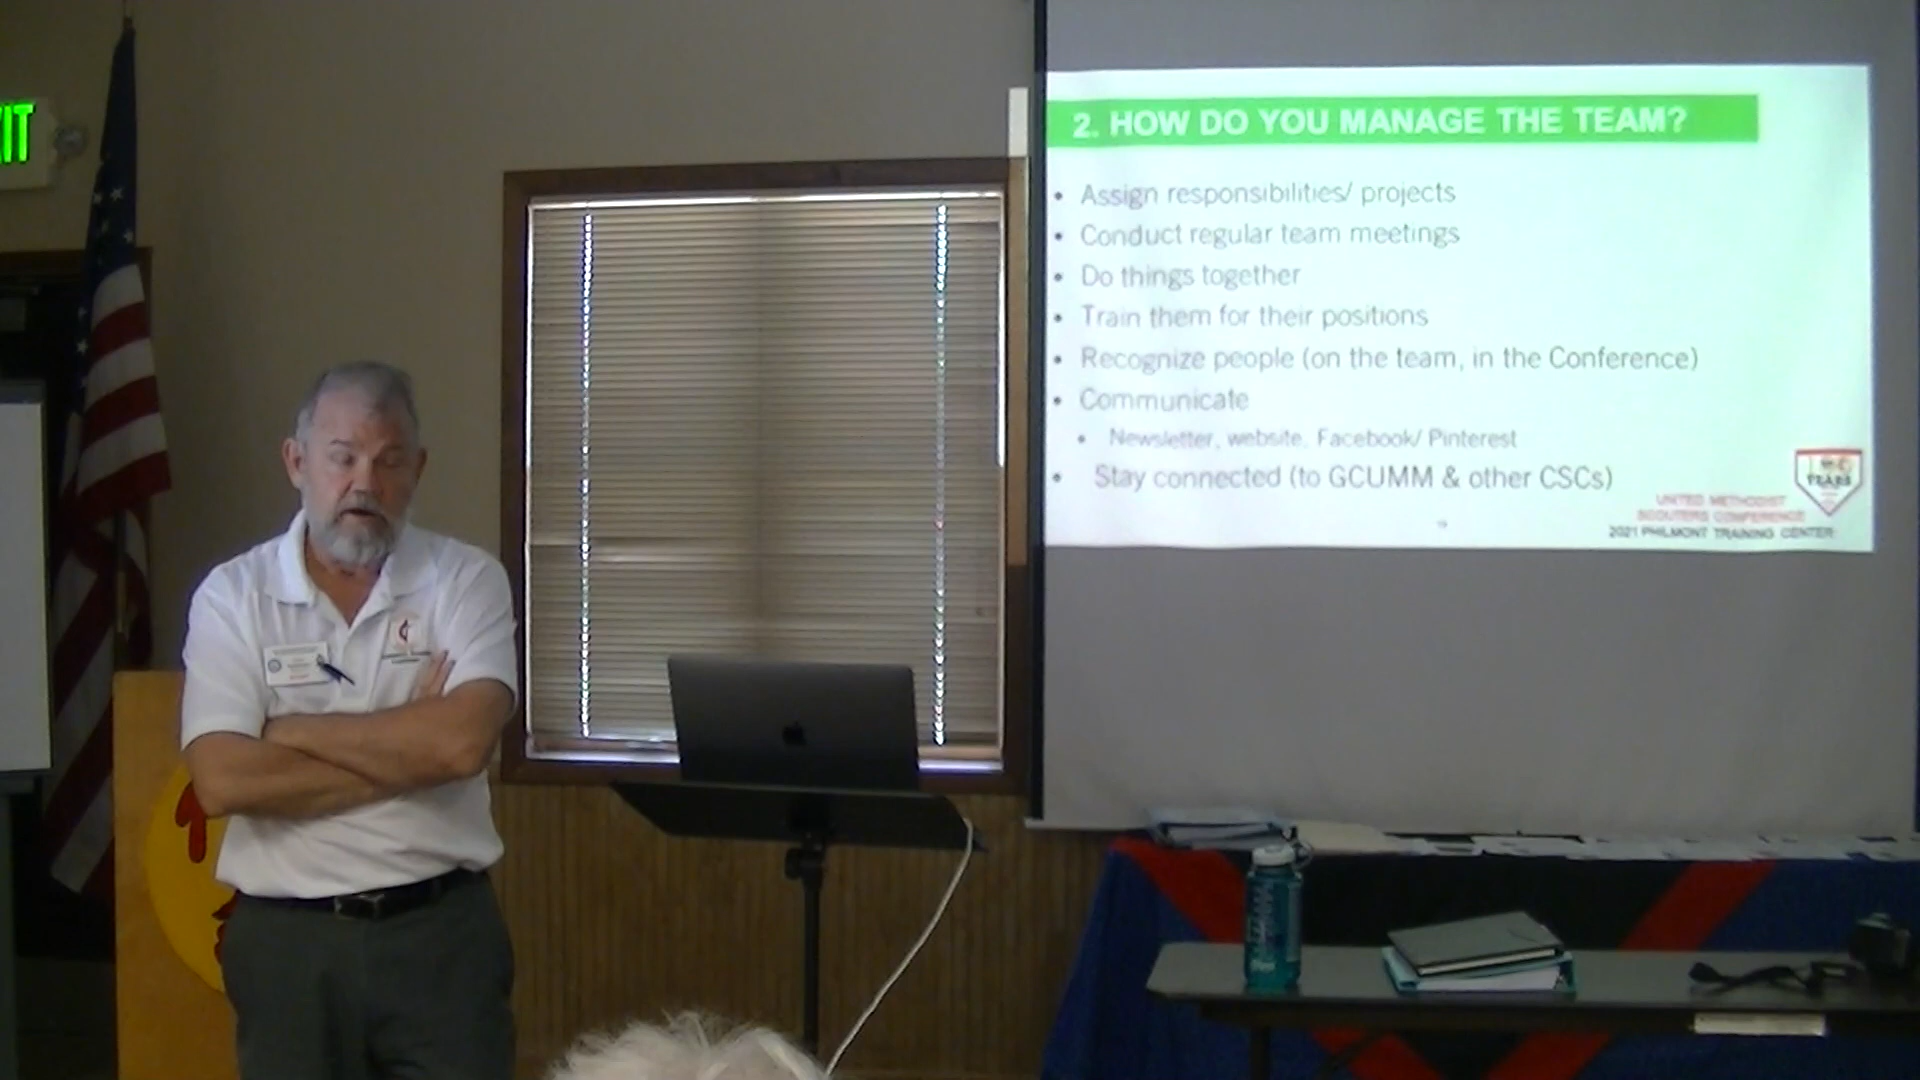 2. HOW DO YOU MANAGE THE TEAM?
• Assign responsibilities/ projects
• Conduct regular team meetings
• Do things together
• Train them for their positions
• Recognize people (on the team, in the Conference)
• Communicate
• Newsletter, website, Facebook/ Pinterest
• Stay connected (to GCUMM & other CSCs)
YEARS
UNITED METHODIST
SCOUTERS CONFERENCE
2021 PHILMONT TRAINING CENTER